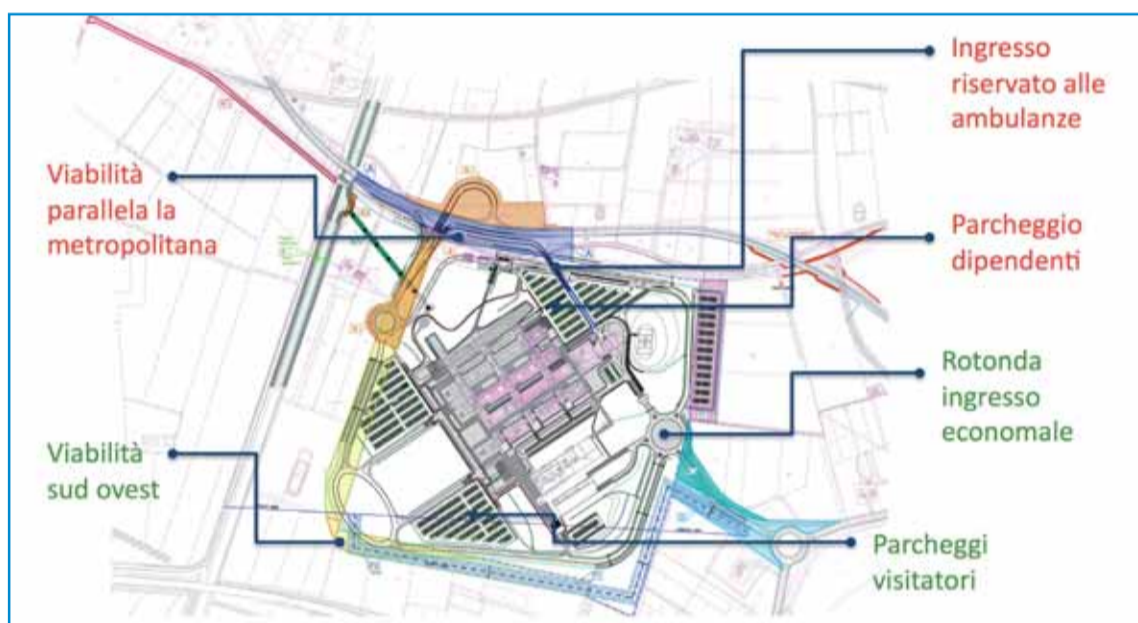 Ingresso
riservato alle
ambulanze
Viabilità
parallela la
metropolitana
Parcheggio
dipendenti
Rotonda
ingresso
economale
Viabilità
sud ovest
Parcheggi
visitatori